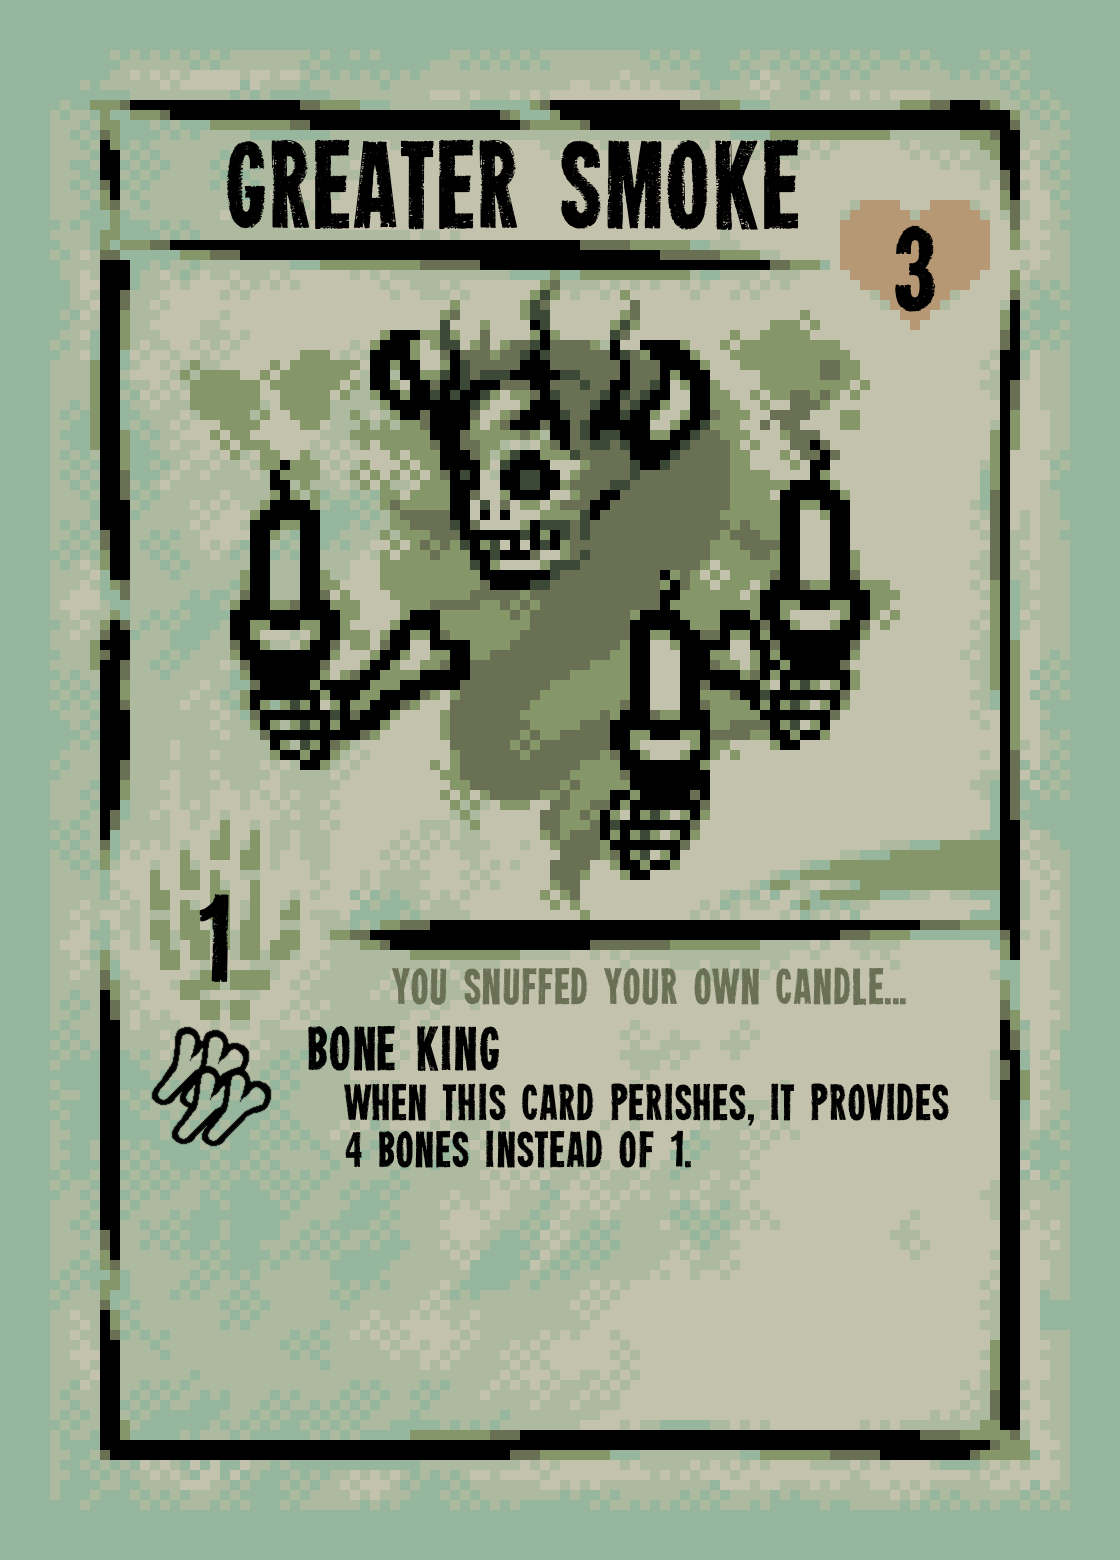 GREATER SMOKE
3
1
YOU SNUFFED YOUR OWN CANDLE...
BONE KING
WHEN THIS CARD PERISHES, IT PROVIDES
4 BONES INSTEAD OF 1.